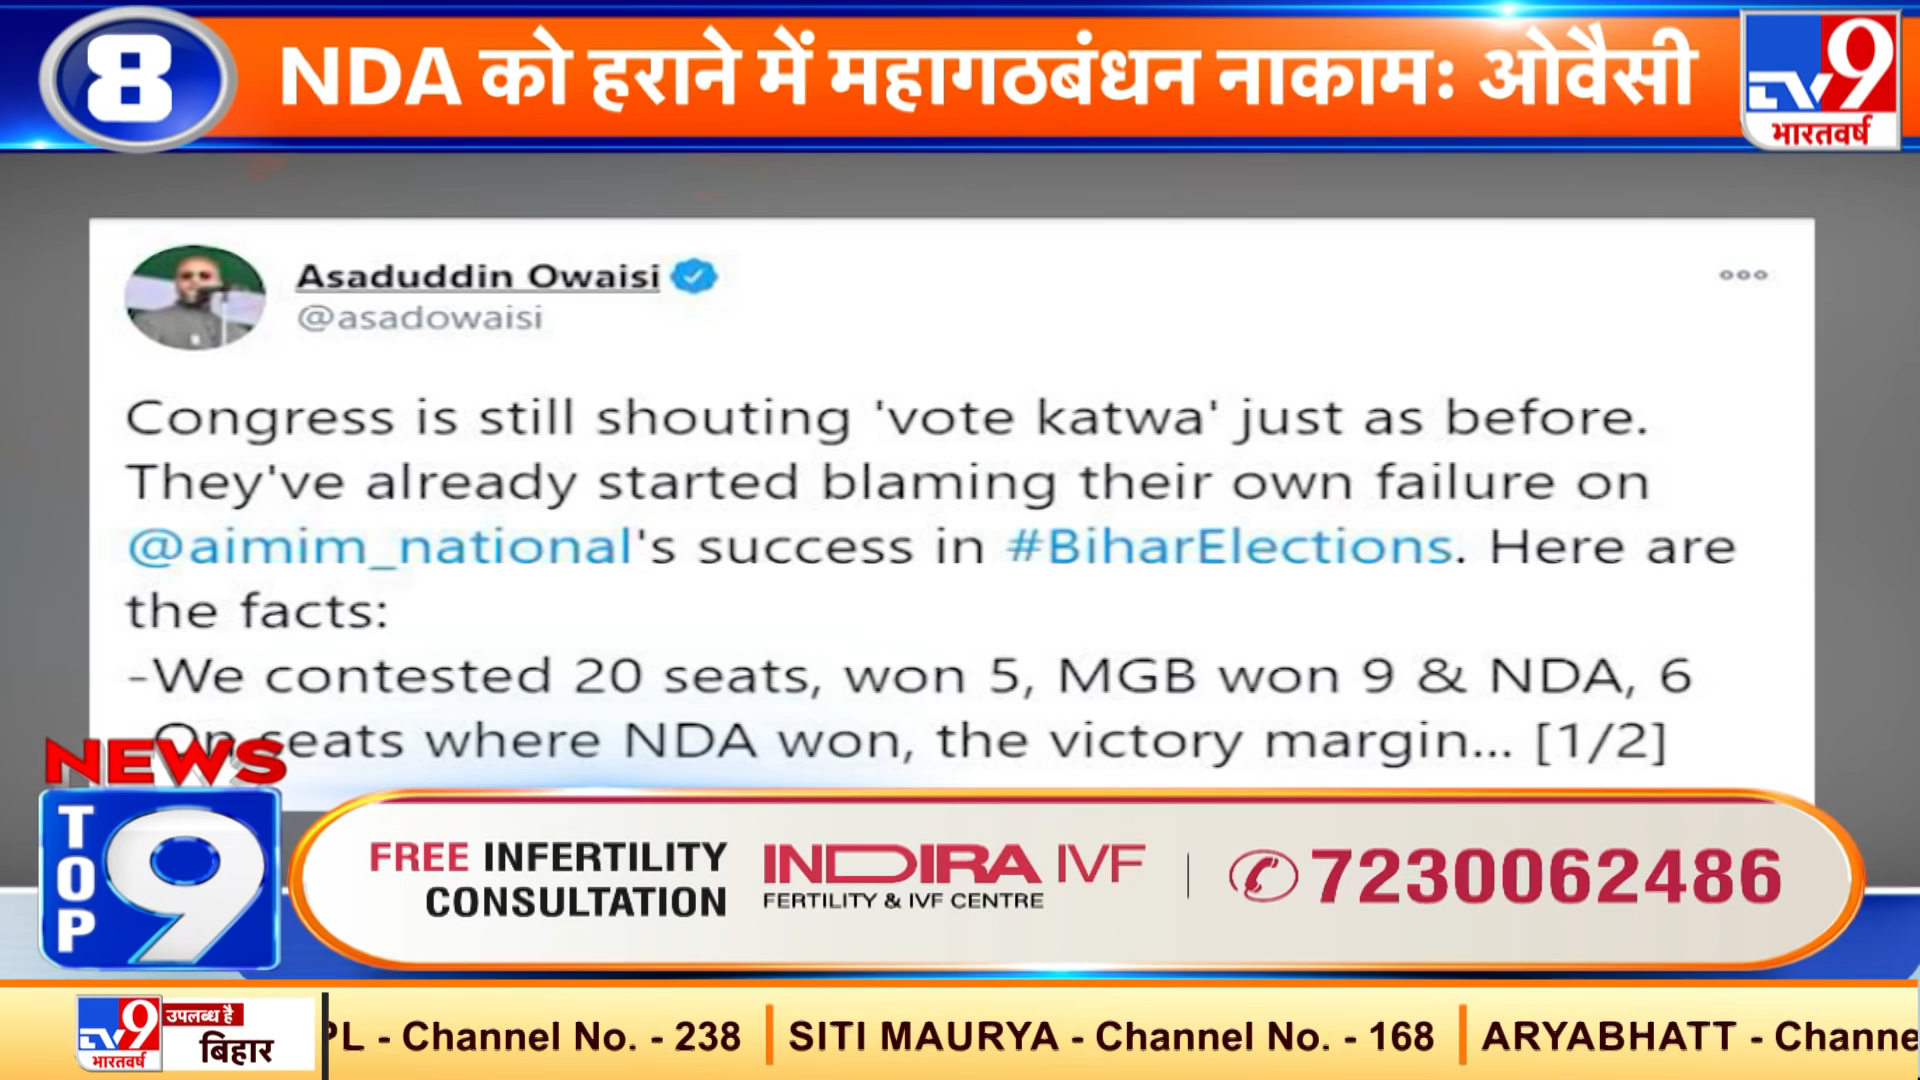 8
NDA को हराने में महागठबंधन नाकामः ओवैसी
TV9
भारतवर्ष
Asaduddin Owaisi
@asadowaisi
Congress is still shouting 'vote katwa' just as before.
They've already started blaming their own failure on
@aimim_national's success in #BiharElections. Here are
the facts:
-We contested 20 seats, won 5, MGB won 9 & NDA, 6
-On seats where NDA won, the victory margin... [1/2]
NEWS
TOP 9
FREE INFERTILITY
CONSULTATION
INDIRA IVF
FERTILITY & IVF CENTRE
7230062486
TV9
भारतवर्ष
उपलब्ध है
बिहार
PL - Channel No. - 238 | SITI MAURYA - Channel No. - 168 | ARYABHATT - Channe